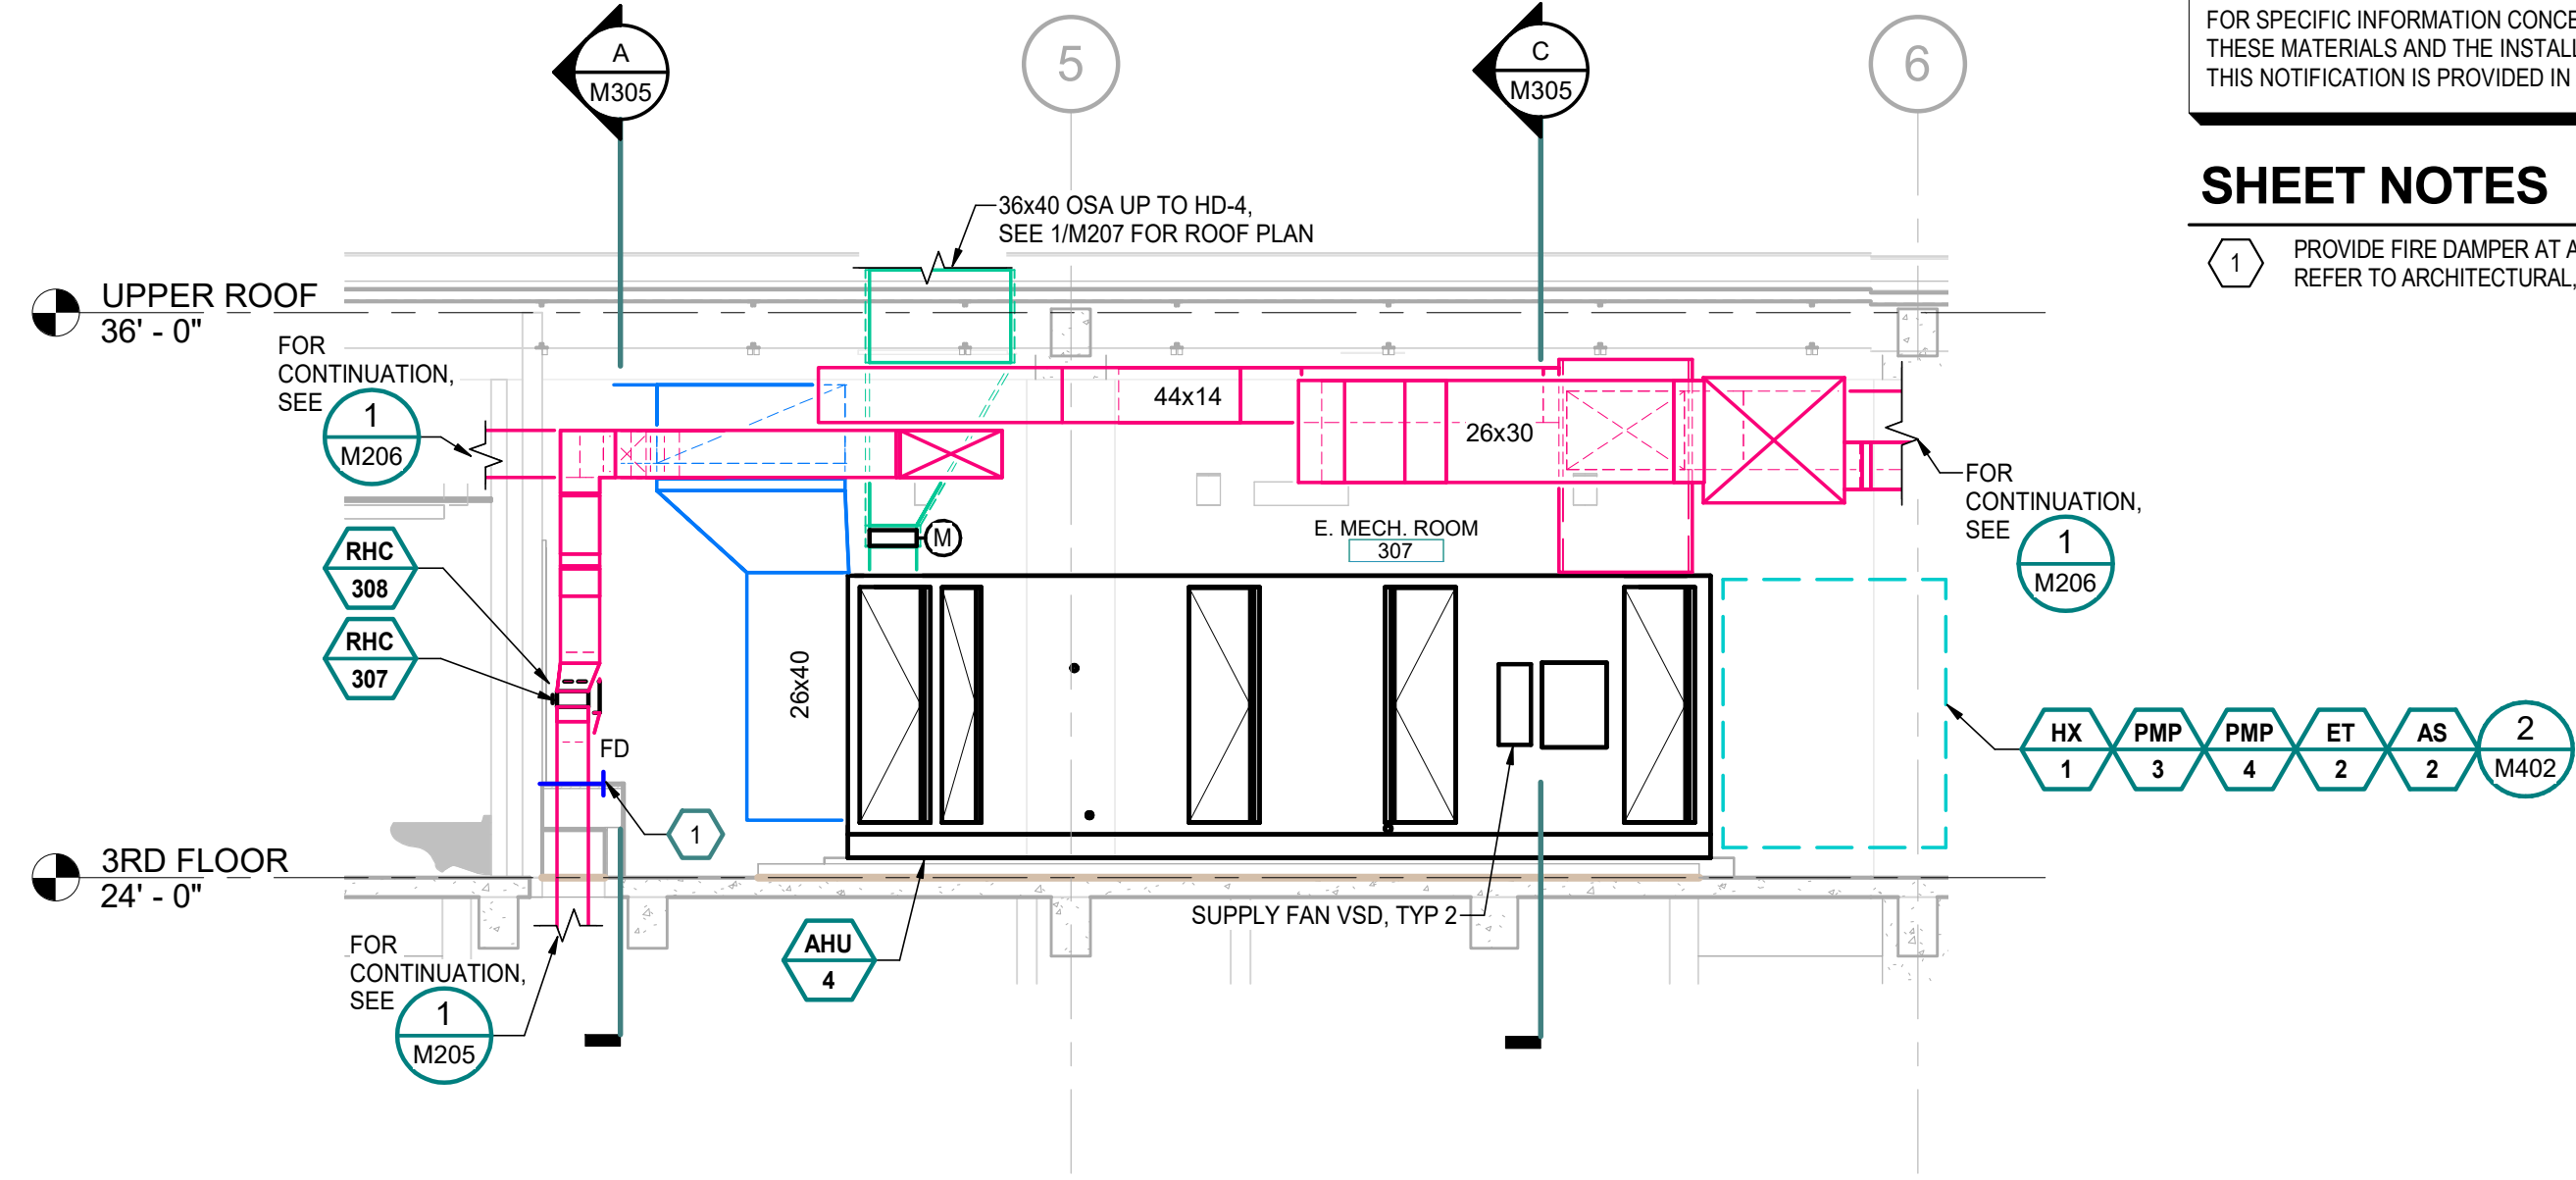 FOR SPECIFIC INFORMATION
THESE MATERIALS AND THE
THIS NOTIFICATION IS PROVIDED IN
SHEET NOTES
1
PROVIDE FIRE DAMPER AT
REFER TO ARCHITECTURAL,
A
M305
5
C
M305
6
36x40 OSA UP TO HD-4,
SEE 1/M207 FOR ROOF PLAN
UPPER ROOF
36' - 0"
FOR
CONTINUATION,
SEE
1
M206
44x14
26x30
FOR
CONTINUATION,
SEE
1
M206
M
E. MECH. ROOM
307
RHC
308
RHC
307
26x40
FD
1
HX
1
PMP
3
PMP
4
ET
2
AS
2
2
M402
3RD FLOOR
24' - 0"
SUPPLY FAN VSD, TYP 2
AHU
4
FOR
CONTINUATION,
SEE
1
M205